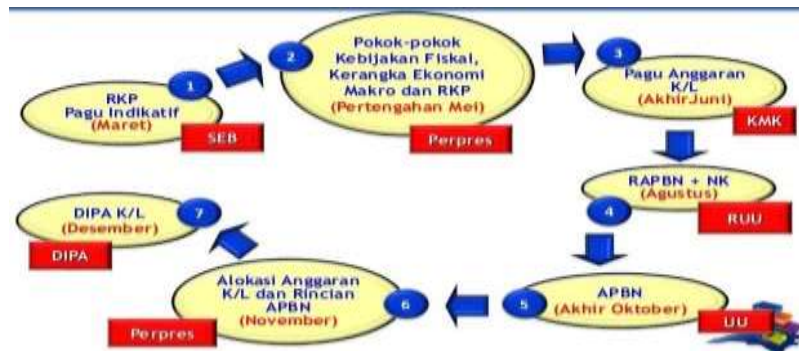 1
RKP
Pagu Indikatif
(Maret)
SEB
2
Pokok-pokok
Kebijakan Fiskal,
Kerangka Ekonomi
Makro dan RKP
(Pertengahan Mei)
Perpres
3
Pagu Anggaran
K/L
(AkhirJuni)
KMK
RAPBN + NK
(Agustus)
4
RUU
5
APBN
(Akhir Oktober)
UU
6
Alokasi Anggaran
K/L dan Rincian
APBN
(November)
Perpres
7
DIPA K/L
(Desember)
DIPA